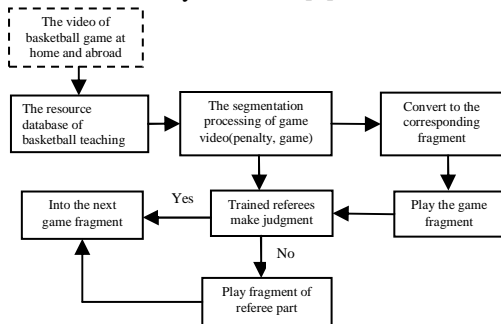 The video of
basketball game at
home and abroad
The resource
database of
basketball teaching
The segmentation
processing of game
video(penalty, game)
Convert to the
corresponding
fragment
Into the next
game fragment
Yes
Trained referees
make judgment
Play the game
fragment
No
Play fragment of
referee part